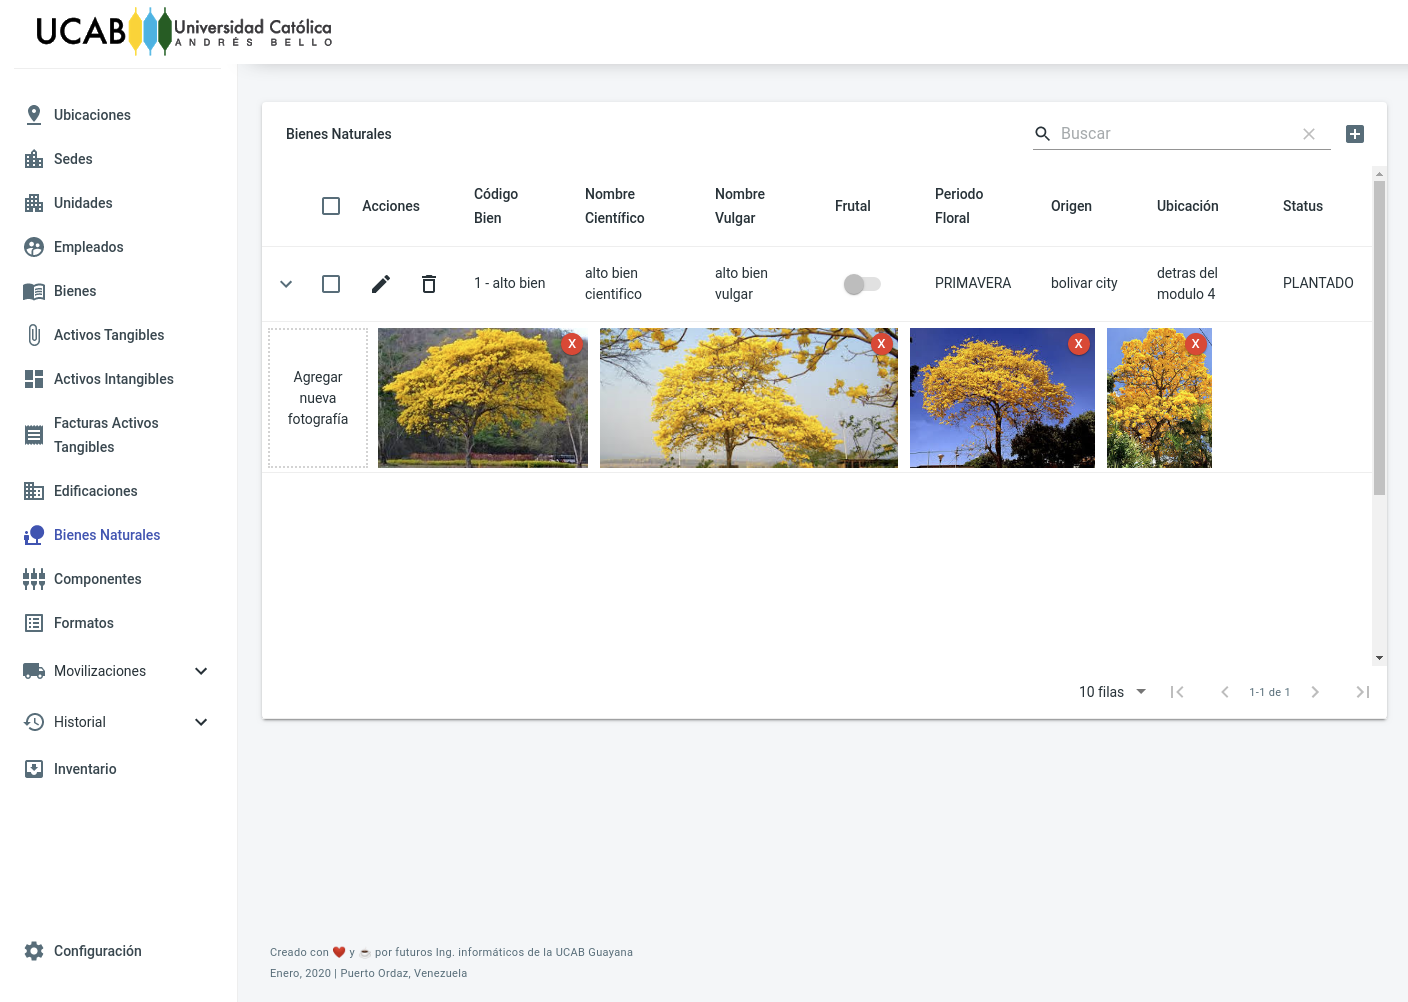 UCAB Universidad Católica
ANDRÉS BELLO
Ubicaciones
Sedes
Unidades
Empleados
Bienes
Activos Tangibles
Activos Intangibles
Facturas Activos
Tangibles
Edificaciones
Bienes Naturales
Componentes
Formatos
Movilizaciones
Historial
Inventario
Configuración
Bienes Naturales
Buscar
Acciones
Código
Bien
Nombre
Científico
Nombre
Vulgar
Frutal
Periodo
Floral
Origen
Ubicación
Status
1 - alto bien
alto bien
cientifico
alto bien
vulgar
PRIMAVERA
bolivar city
detras del
modulo 4
PLANTADO
Agregar
nueva
fotografía
X
X
X
X
10 filas
1-1 de 1
Creado con ❤️ y ☕ por futuros Ing. informáticos de la UCAB Guayana
Enero, 2020 | Puerto Ordaz, Venezuela